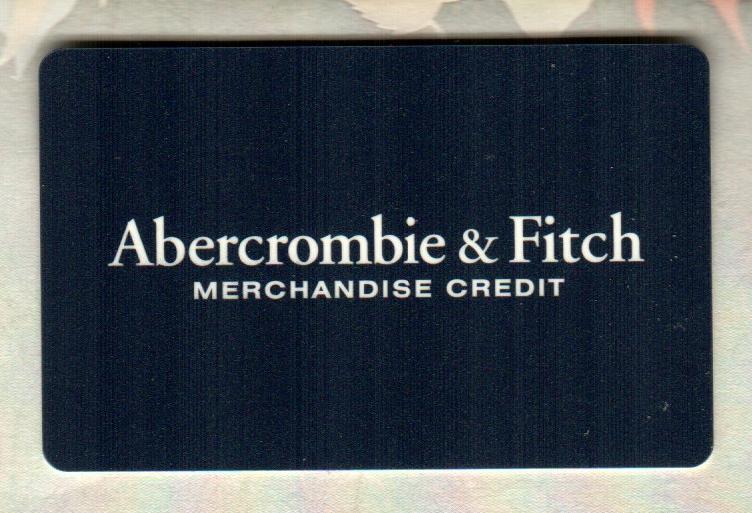 Abercrombie & Fitch
MERCHANDISE CREDIT